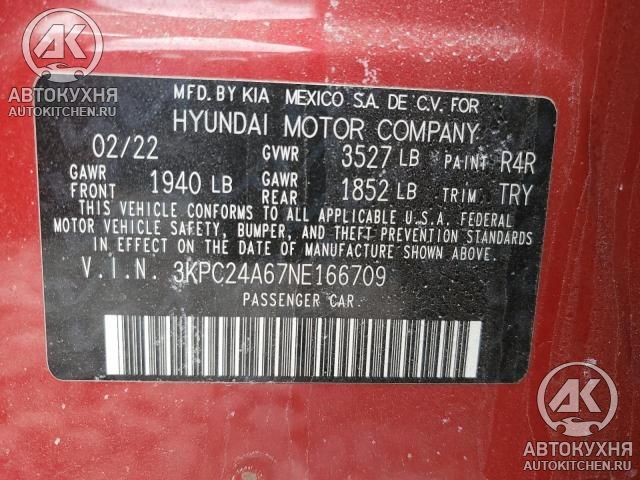 АК
АВТОКУХНЯ
AUTOKITCHEN.RU
MFD. BY KIA MEXICO S.A. DE C.V. FOR
HYUNDAI MOTOR COMPANY
02/22 GVWR 3527 LB PAINT R4R
GAWR FRONT 1940 LB GAWR REAR 1852 LB TRIM TRY
THIS VEHICLE CONFORMS TO ALL APPLICABLE U.S.A. FEDERAL
MOTOR VEHICLE SAFETY, BUMPER, AND THEFT PREVENTION STANDARDS
IN EFFECT ON THE DATE OF MANUFACTURE SHOWN ABOVE.
V.I.N. 3KPC24A67NE166709
PASSENGER CAR
АК
АВТОКУХНЯ
AUTOKITCHEN.RU